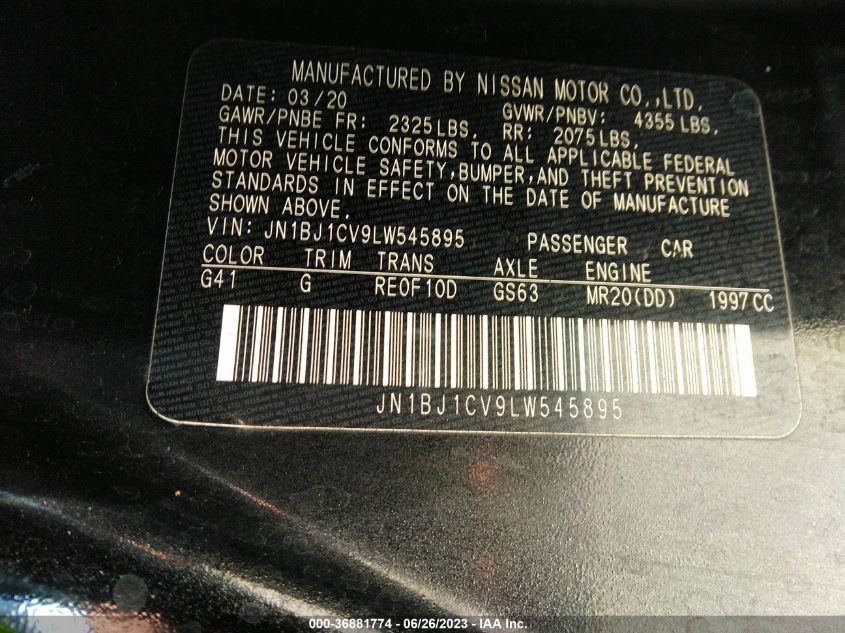 MANUFACTURED BY NISSAN MOTOR CO.,LTD.
DATE: 03/20 GVWR/PNBV: 4355LBS.
GAWR/PNBE FR: 2325LBS. RR: 2075LBS.
THIS VEHICLE CONFORMS TO ALL APPLICABLE FEDERAL
MOTOR VEHICLE SAFETY,BUMPER,AND THEFT PREVENTION
STANDARDS IN EFFECT ON THE DATE OF MANUFACTURE
SHOWN ABOVE.
VIN: JN1BJ1CV9LW545895 PASSENGER CAR
COLOR TRIM TRANS AXLE ENGINE
G41 G RE0F10D GS63 MR20(DD) 1997CC
JN1BJ1CV9LW545895
000-36881774 | 06/26/2023 - IAA Inc.